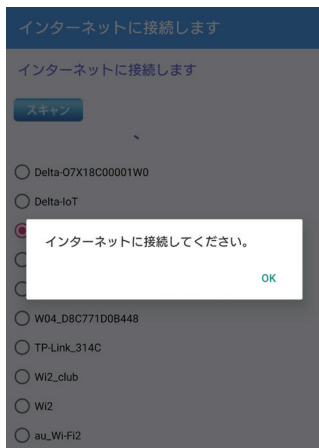 インターネットに接続します
インターネットに接続します
スキャン
Delta-O7X18C00001W0
Delta-IoT
インターネットに接続してください。
OK
W04_D8C771D0B448
TP-Link_314C
Wi2_club
Wi2
au_Wi-Fi2